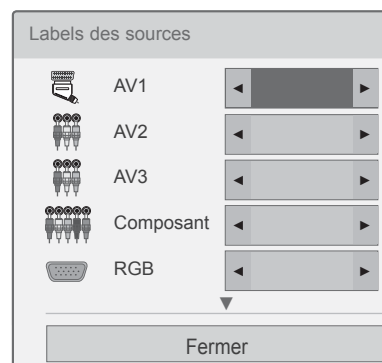 Labels des sources
AV1
AV2
AV3
Composant
RGB
Fermer